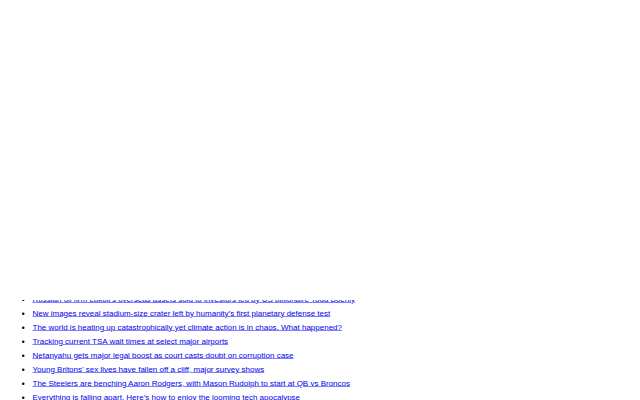 New images reveal stadium-size crater left by humanity's first planetary defense test
The world is heating up catastrophically yet climate action is in chaos. What happened?
Tracking current TSA wait times at select major airports
Netanyahu gets major legal boost as court casts doubt on corruption case
Young Britons' sex lives have fallen off a cliff, major survey shows
The Steelers are benching Aaron Rodgers, with Mason Rudolph to start at QB vs Broncos
Everything is falling apart. Here's how to enjoy the looming tech apocalypse